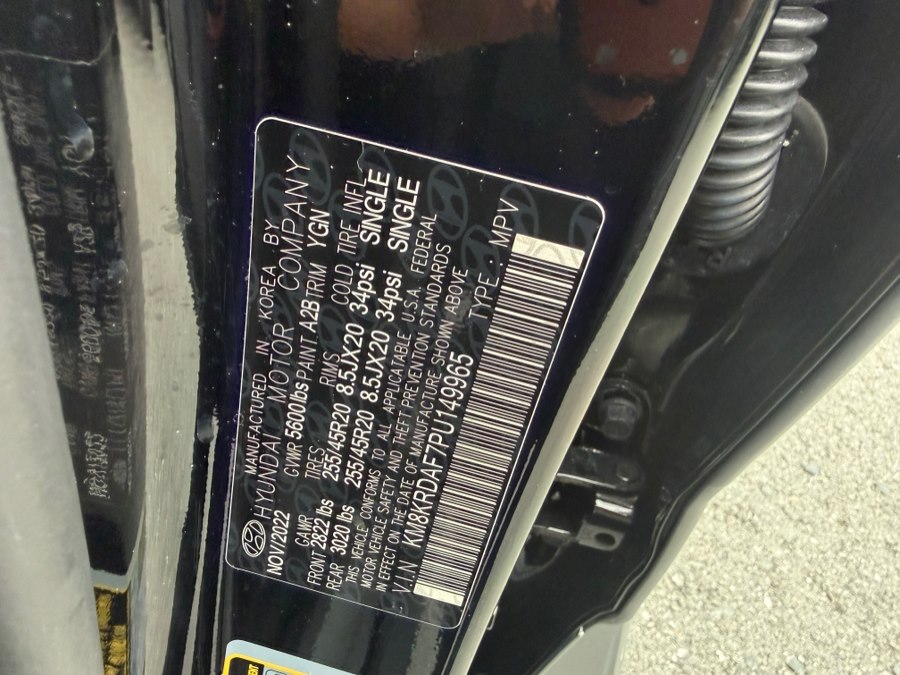 MANUFACTURED IN KOREA BY
HYUNDAI MOTOR COMPANY
NOV/2022 GVWR 5600lbs PAINT A2B TRIM YGN
GAWR TIRES RIMS COLD TIRE INFL
FRONT 2822 lbs 255/45R20 8.5JX20 34psi SINGLE
REAR 3020 lbs 255/45R20 8.5JX20 34psi SINGLE
THIS VEHICLE CONFORMS TO ALL APPLICATABLE U.S.A. FEDERAL
MOTOR VEHICLE SAFETY AND THEFT PREVENTION STANDARDS
IN EFFECT ON THE DATE OF MANUFACTURE SHOWN ABOVE
V.I.N : KM8KRDAF7PU149965 TYPE : MPV